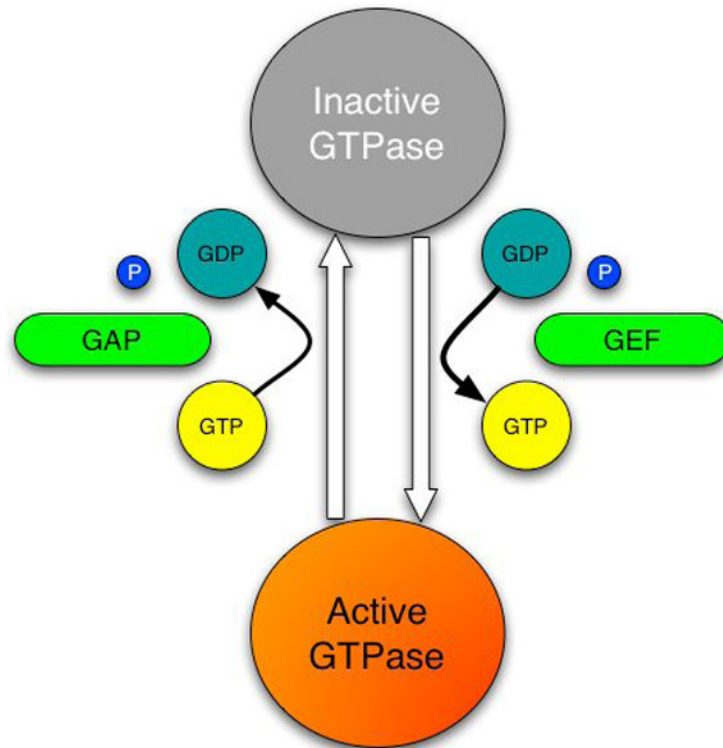 Inactive
GTPase
GDP
P
GAP
GTP
GDP
P
GEF
GTP
Active
GTPase